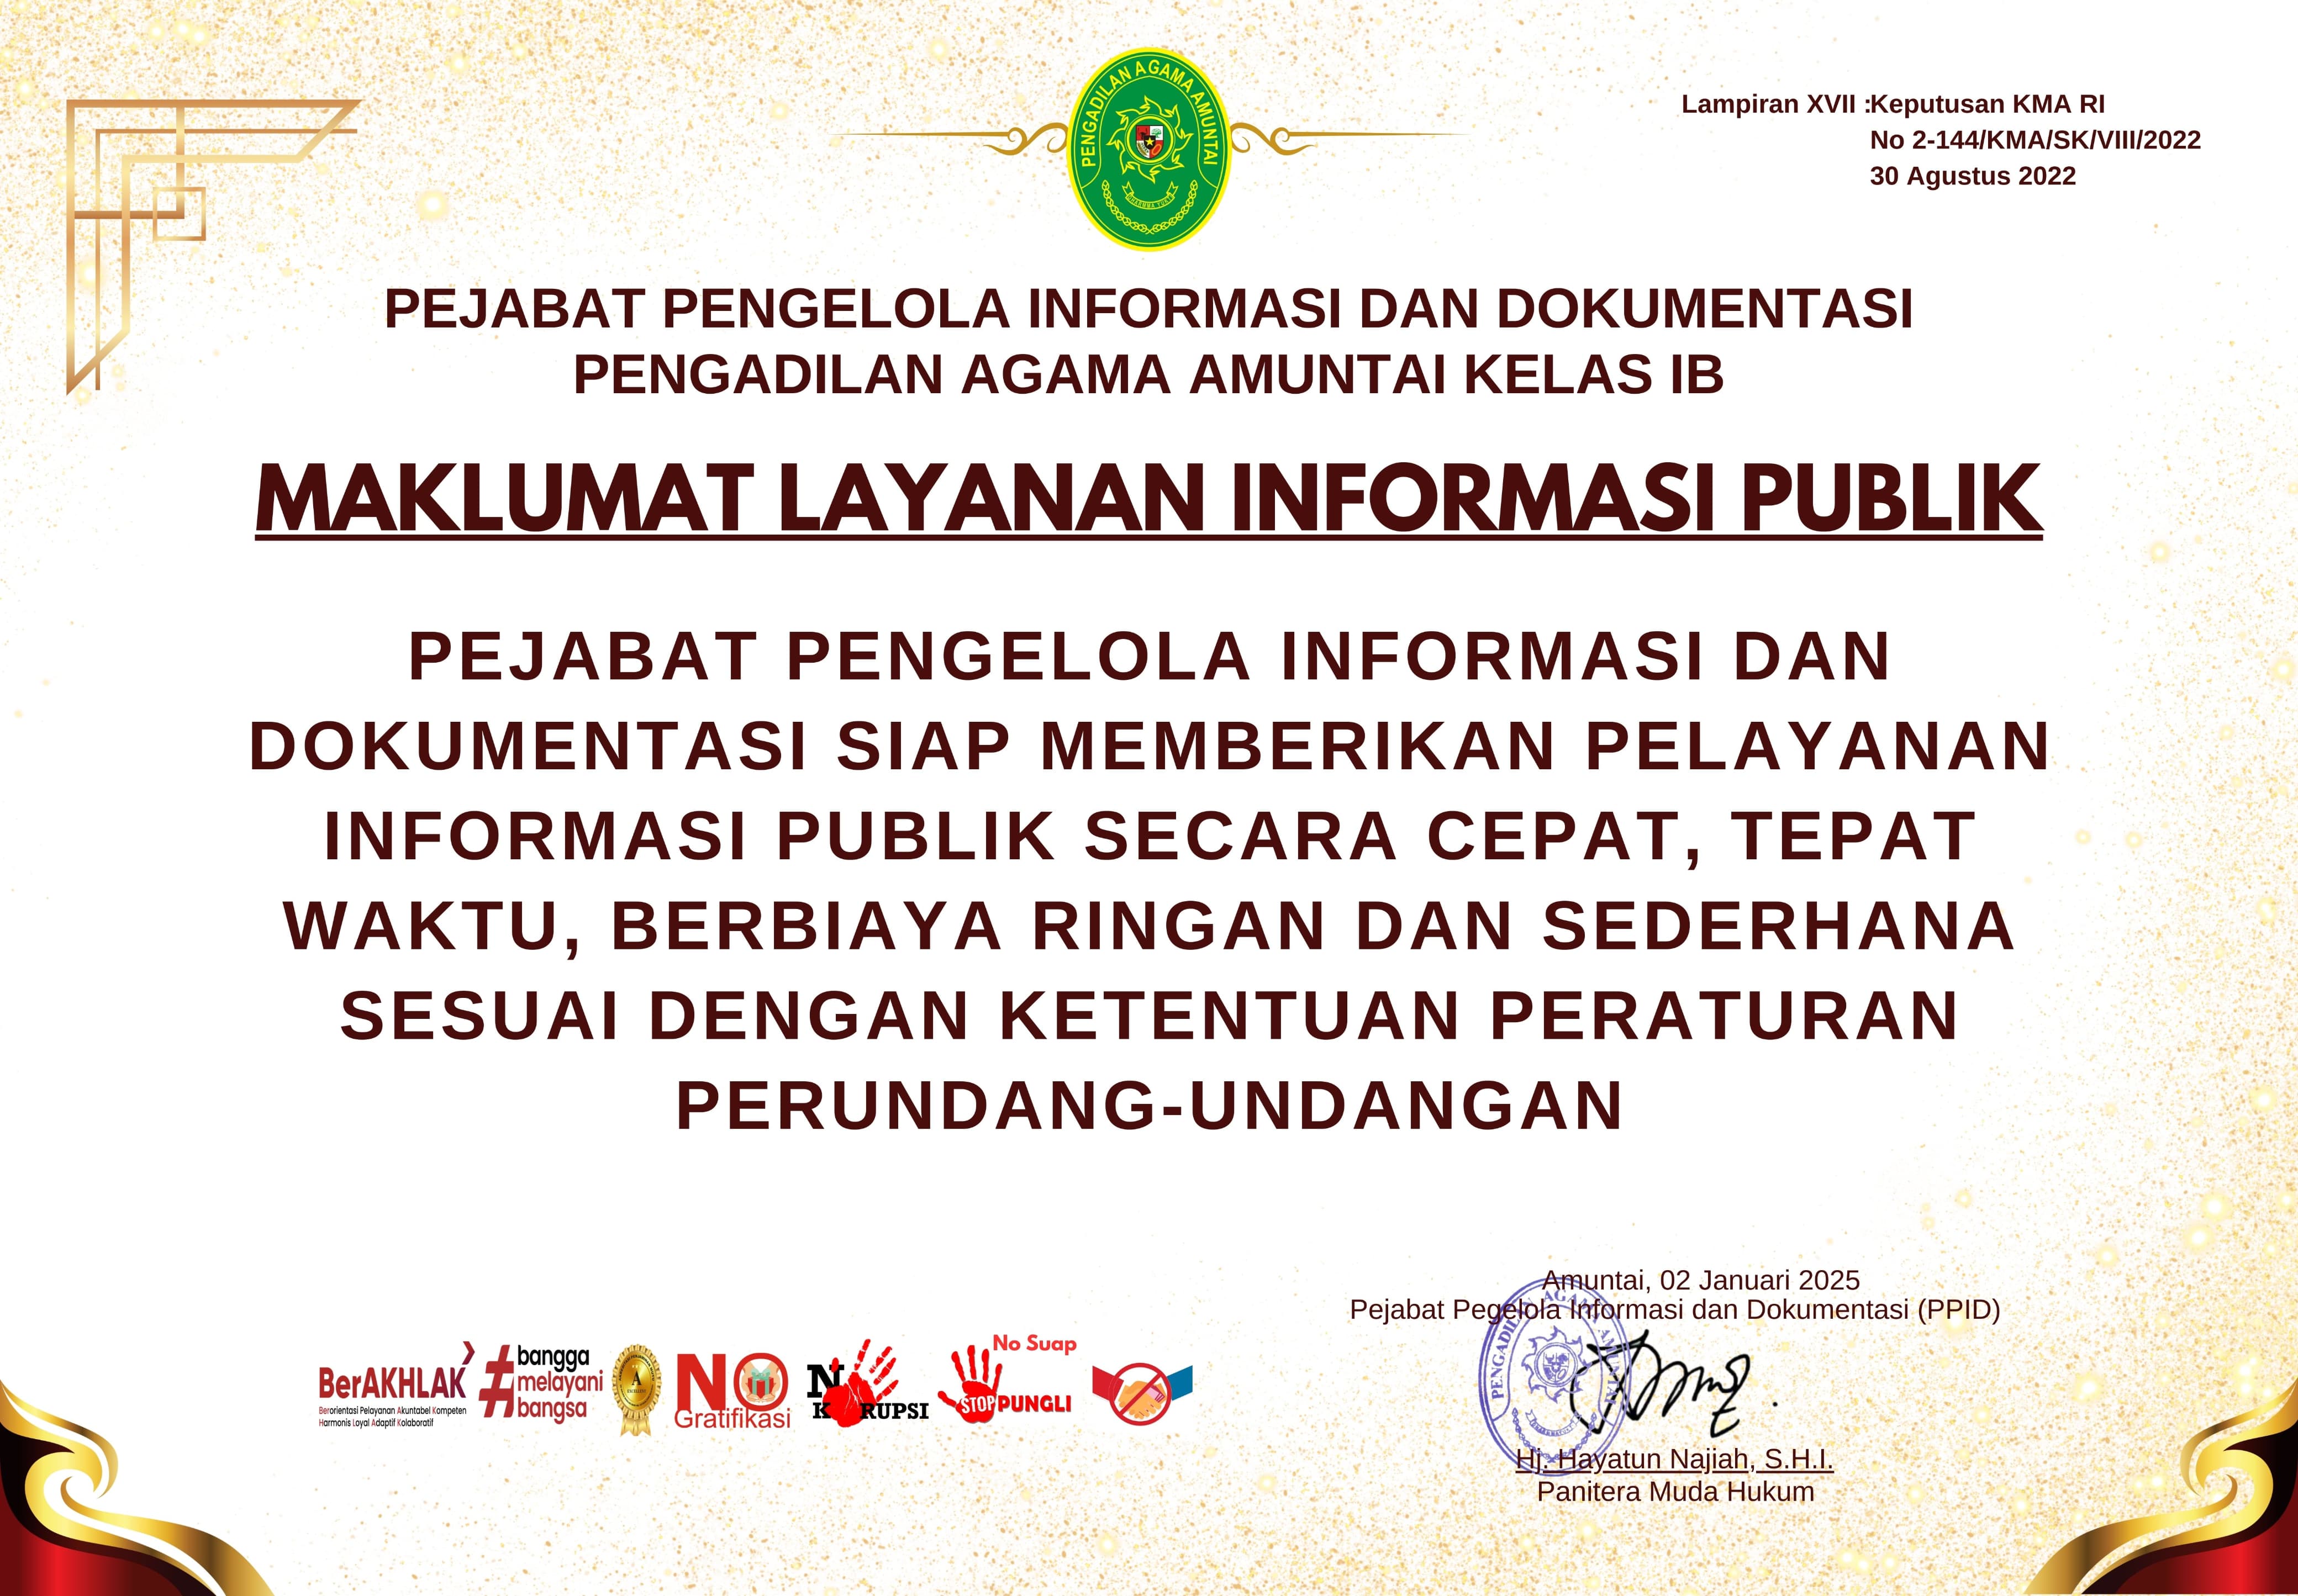 PENGADILAN AGAMA AMUNTAI
Lampiran XVII :Keputusan KMA RI
No 2-144/KMA/SK/VIII/2022
30 Agustus 2022
PEJABAT PENGELOLA INFORMASI DAN DOKUMENTASI
PENGADILAN AGAMA AMUNTAI KELAS IB
MAKLUMAT LAYANAN INFORMASI PUBLIK
PEJABAT PENGELOLA INFORMASI DAN
DOKUMENTASI SIAP MEMBERIKAN PELAYANAN
INFORMASI PUBLIK SECARA CEPAT, TEPAT
WAKTU, BERBIAYA RINGAN DAN SEDERHANA
SESUAI DENGAN KETENTUAN PERATURAN
PERUNDANG-UNDANGAN
Amuntai, 02 Januari 2025
Pejabat Pegelola Informasi dan Dokumentasi (PPID)
PENGADILAN AGAMA AMUNTAI
Hj. Hayatun Najiah, S.H.I.
Panitera Muda Hukum
BerAKHLAK
Berorientasi Pelayanan Akuntabel Kompeten
Harmonis Loyal Adaptif Kolaboratif
#bangga
melayani
bangsa
A
EXCELLENT
NO
Gratifikasi
NO
KORUPSI
No Suap
STOP PUNGLI